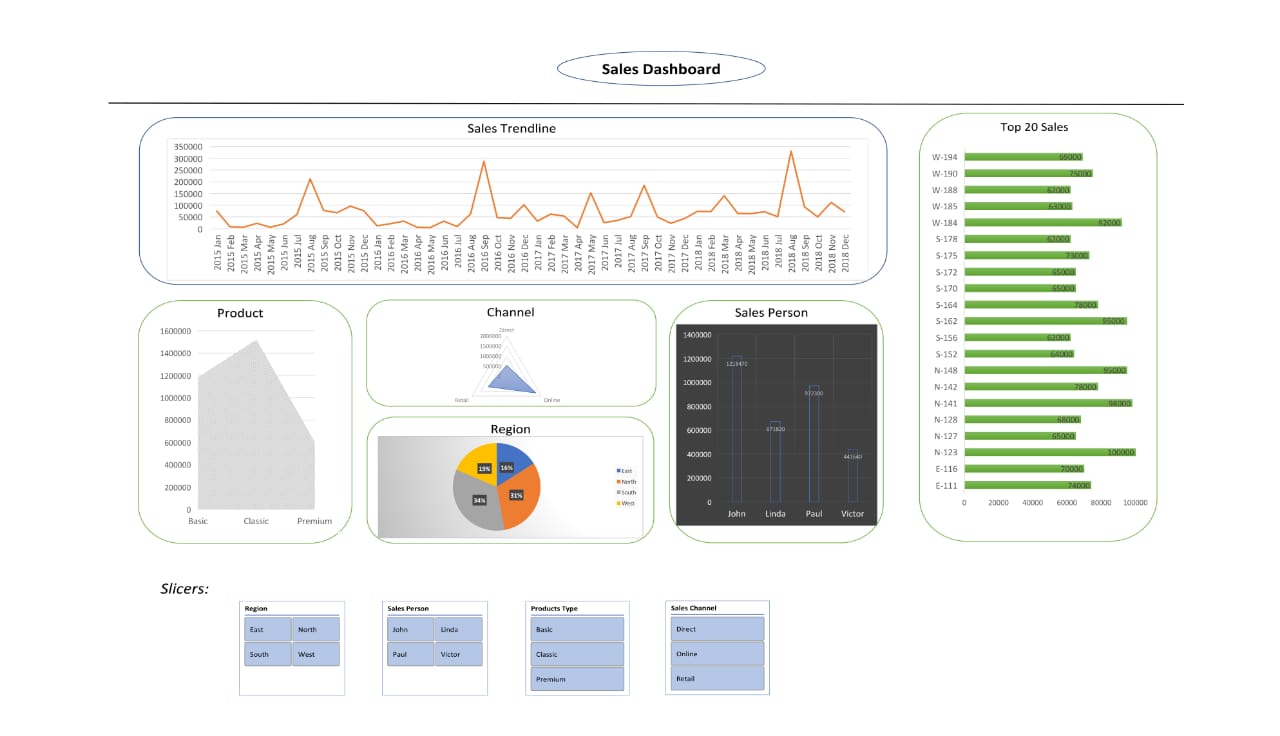 Sales Dashboard
Sales Trendline
350000
300000
250000
200000
150000
100000
50000
0
2015 Jan
2015 Feb
2015 Mar
2015 Apr
2015 May
2015 Jun
2015 Jul
2015 Aug
2015 Sep
2015 Oct
2015 Nov
2015 Dec
2016 Jan
2016 Feb
2016 Mar
2016 Apr
2016 May
2016 Jun
2016 Jul
2016 Aug
2016 Sep
2016 Oct
2016 Nov
2016 Dec
2017 Jan
2017 Feb
2017 Mar
2017 Apr
2017 May
2017 Jun
2017 Jul
2017 Aug
2017 Sep
2017 Oct
2017 Nov
2017 Dec
2018 Jan
2018 Feb
2018 Mar
2018 Apr
2018 May
2018 Jun
2018 Jul
2018 Aug
2018 Sep
2018 Oct
2018 Nov
2018 Dec
Top 20 Sales
W-194 69000
W-190 75000
W-188 62000
W-185 63000
W-184 92000
S-178 62000
S-175 73000
S-172 65000
S-170 65000
S-164 78000
S-162 95000
S-156 62000
S-152 64000
N-148 95000
N-142 78000
N-141 98000
N-128 68000
N-127 65000
N-123 100000
E-116 70000
E-111 74000
0 20000 40000 60000 80000 100000
Product
1600000
1400000
1200000
1000000
800000
600000
400000
200000
0
Basic Classic Premium
Channel
Direct
2000000
1500000
1000000
500000
Retail Online
Region
19% 16%
34% 31%
East
North
South
West
Sales Person
1400000
1200000
1000000
800000
600000
400000
200000
0
1219470
671820
972300
441640
John Linda Paul Victor
Slicers:
Region
East North
South West
Sales Person
John Linda
Paul Victor
Products Type
Basic
Classic
Premium
Sales Channel
Direct
Online
Retail